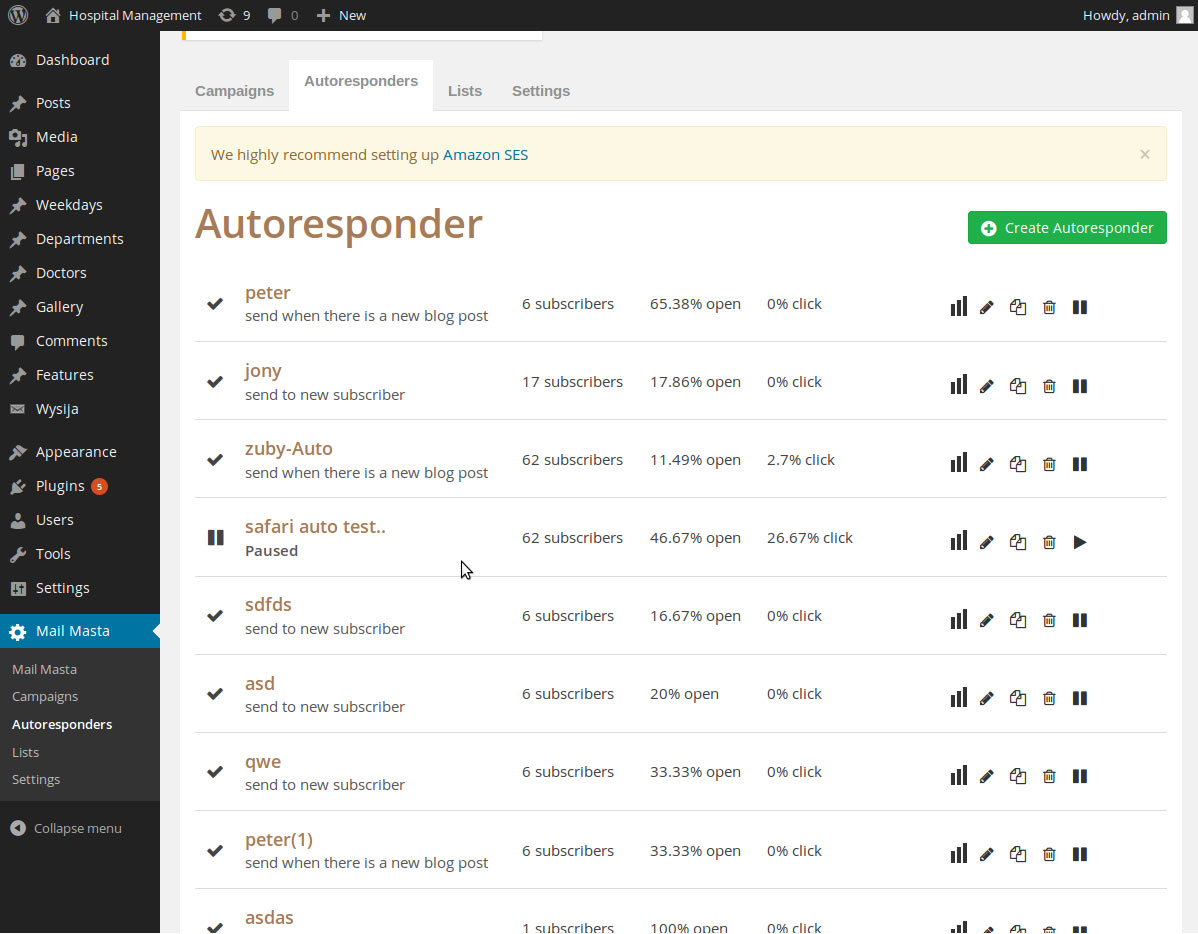 Hospital Management 9 0 New Howdy, admin
Dashboard
Posts
Media
Pages
Weekdays
Departments
Doctors
Gallery
Comments
Features
Wysija
Appearance
Plugins 5
Users
Tools
Settings
Mail Masta
Mail Masta
Campaigns
Autoresponders
Lists
Settings
Collapse menu
Campaigns Autoresponders Lists Settings
We highly recommend setting up Amazon SES ×
Autoresponder
Create Autoresponder
peter
send when there is a new blog post
6 subscribers 65.38% open 0% click
jony
send to new subscriber
17 subscribers 17.86% open 0% click
zuby-Auto
send when there is a new blog post
62 subscribers 11.49% open 2.7% click
safari auto test..
Paused
62 subscribers 46.67% open 26.67% click
sdfds
send to new subscriber
6 subscribers 16.67% open 0% click
asd
send to new subscriber
6 subscribers 20% open 0% click
qwe
send to new subscriber
6 subscribers 33.33% open 0% click
peter(1)
send when there is a new blog post
6 subscribers 33.33% open 0% click
asdas
1 subscribers 100% open 0% click